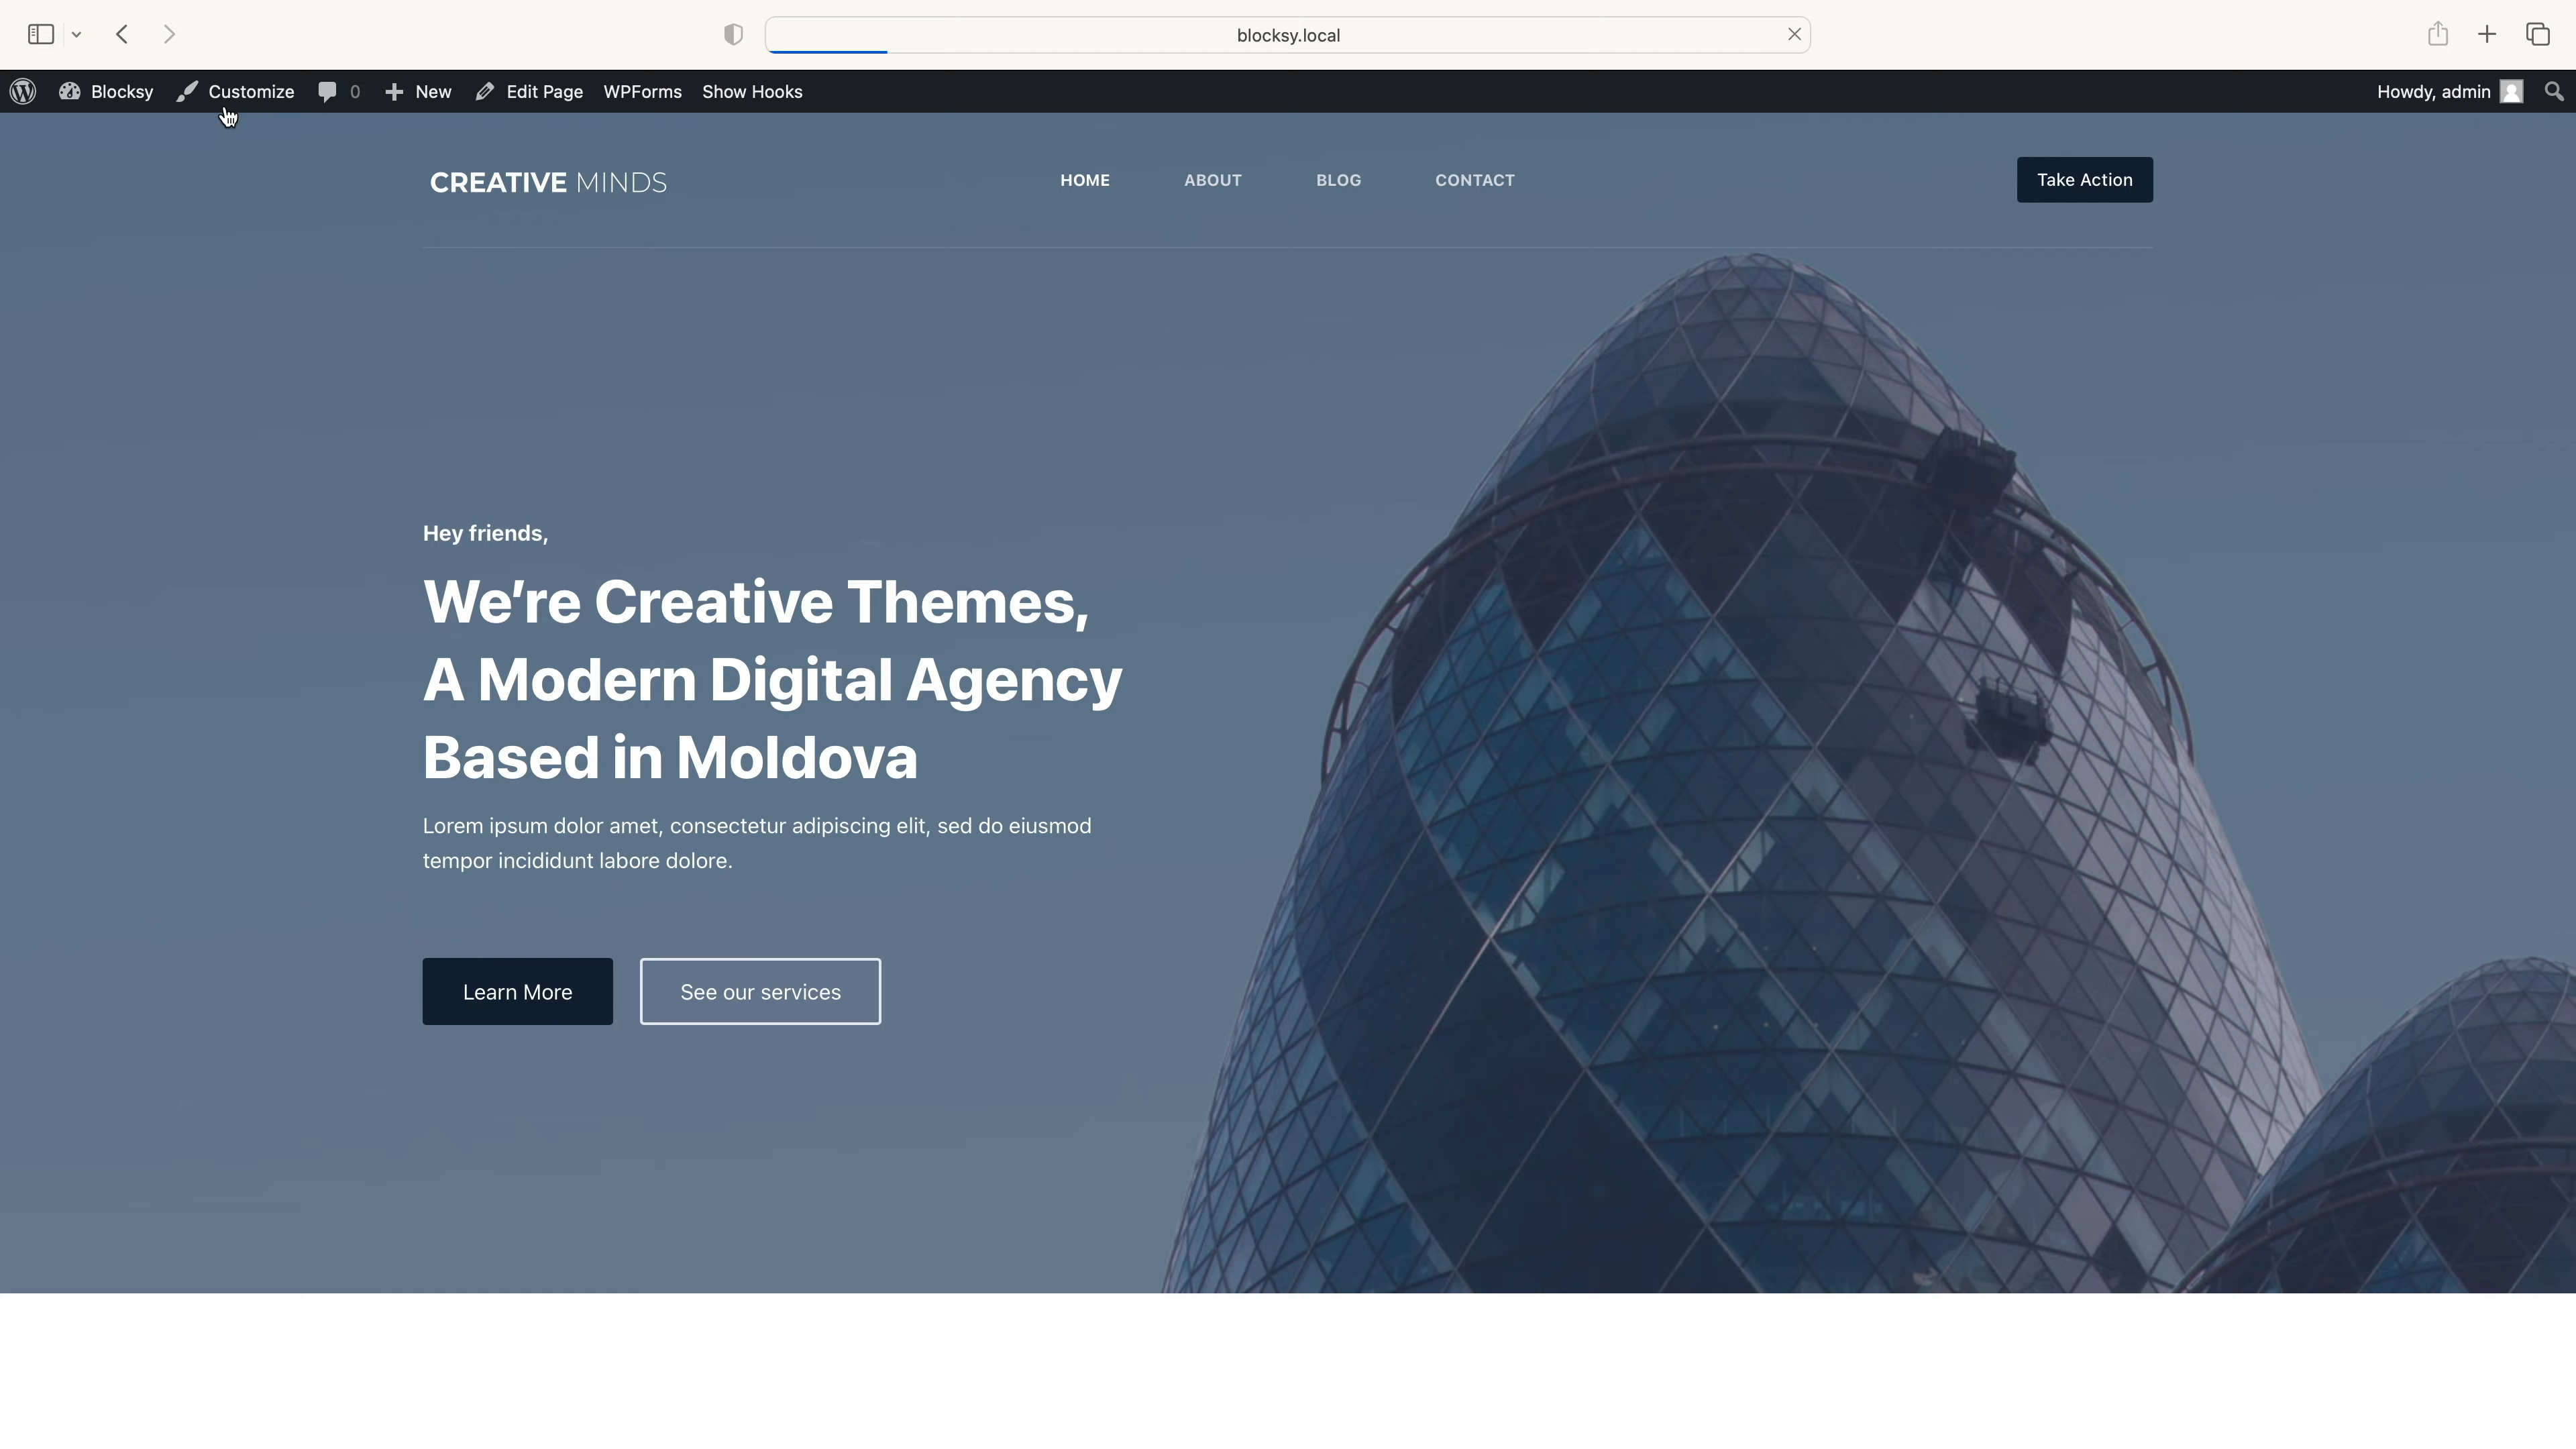 blocksy.local
Blocksy Customize 0 New Edit Page WPForms Show Hooks Howdy, admin
CREATIVE MINDS HOME ABOUT BLOG CONTACT Take Action
Hey friends,
We're Creative Themes,
A Modern Digital Agency
Based in Moldova
Lorem ipsum dolor amet, consectetur adipiscing elit, sed do eiusmod
tempor incididunt labore dolore.
Learn More See our services